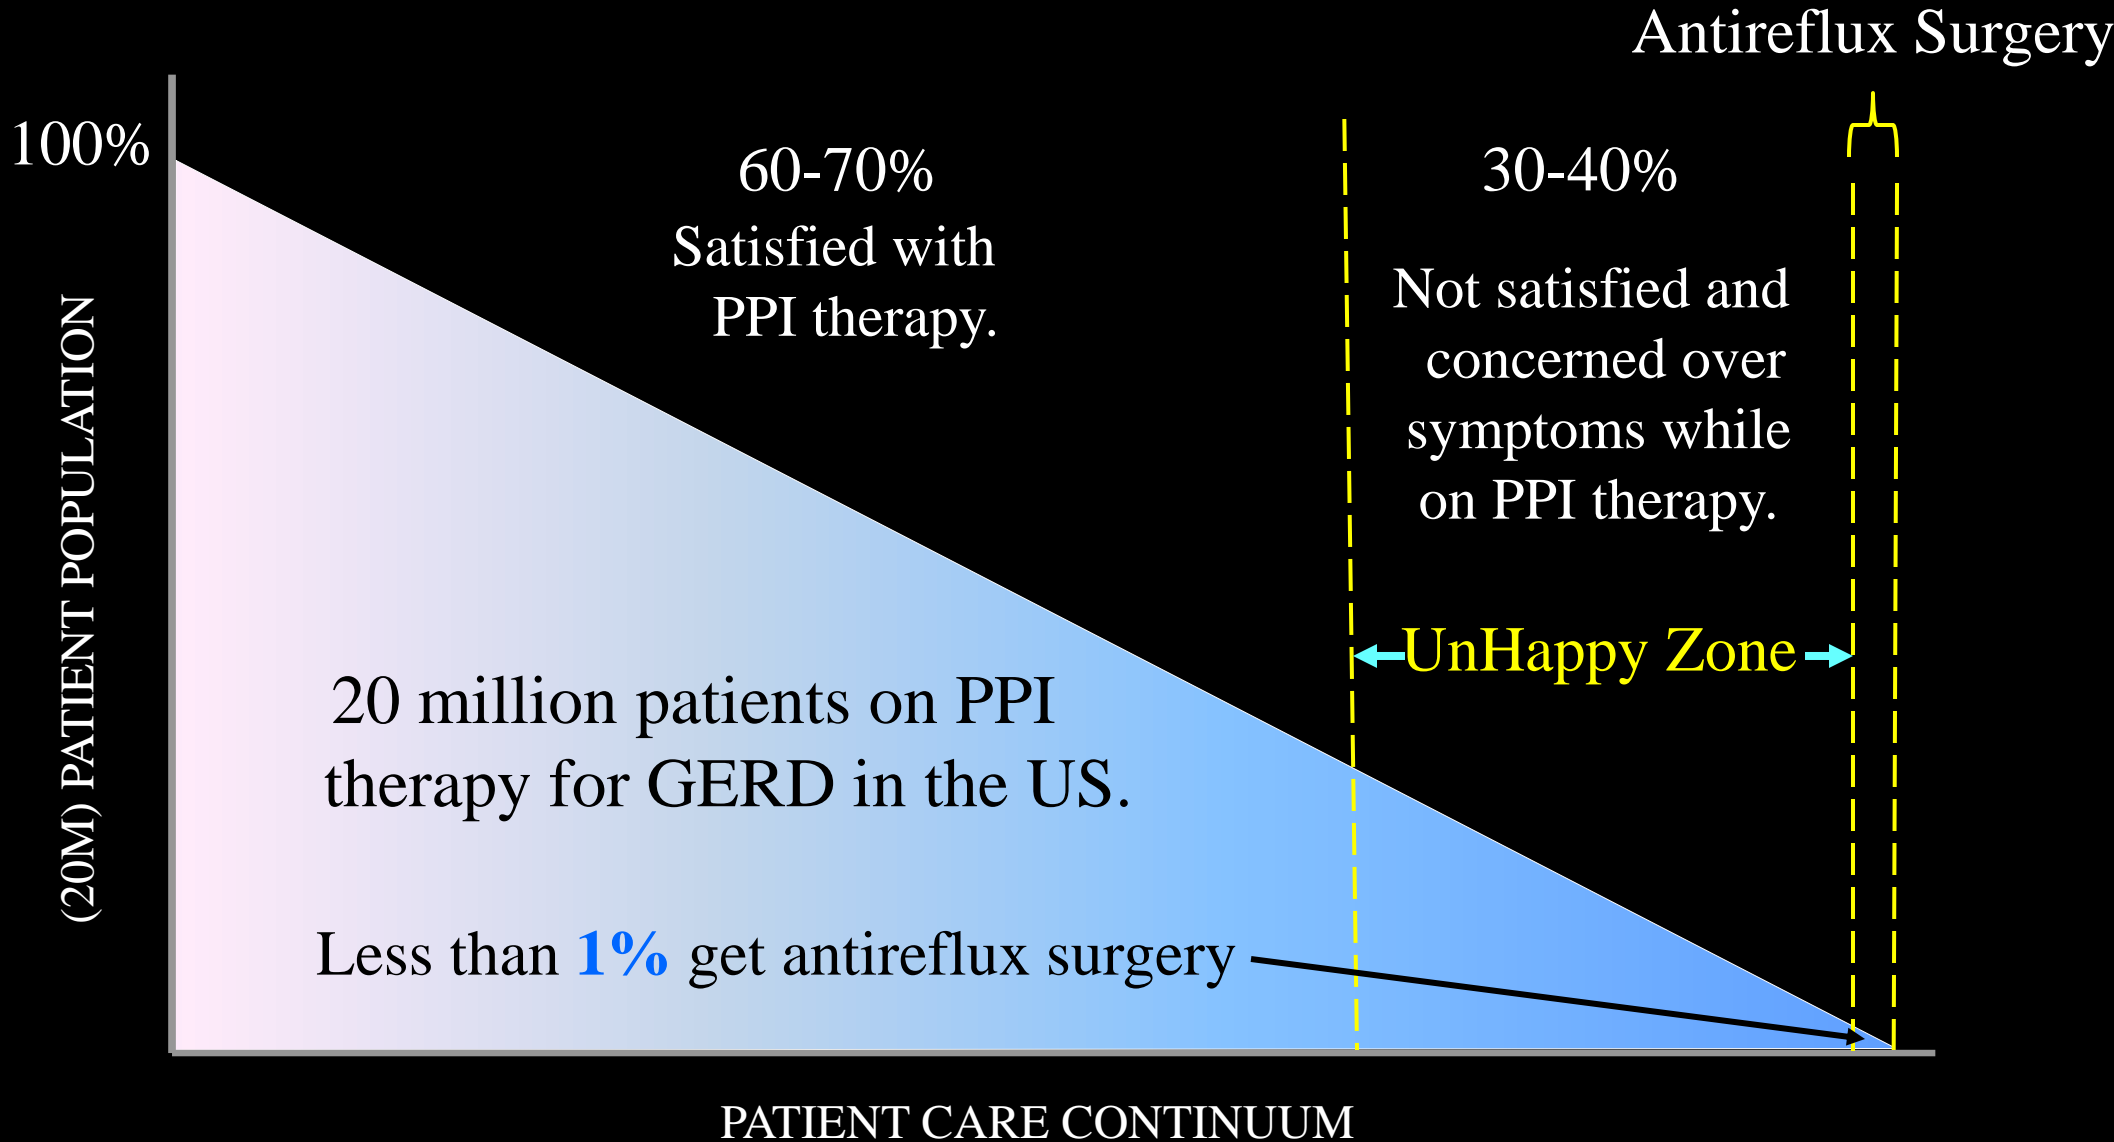 Antireflux Surgery
100%
60-70%
Satisfied with
PPI therapy.
30-40%
Not satisfied and
concerned over
symptoms while
on PPI therapy.
UnHappy Zone
(20M) PATIENT POPULATION
20 million patients on PPI
therapy for GERD in the US.
Less than 1% get antireflux surgery
PATIENT CARE CONTINUUM